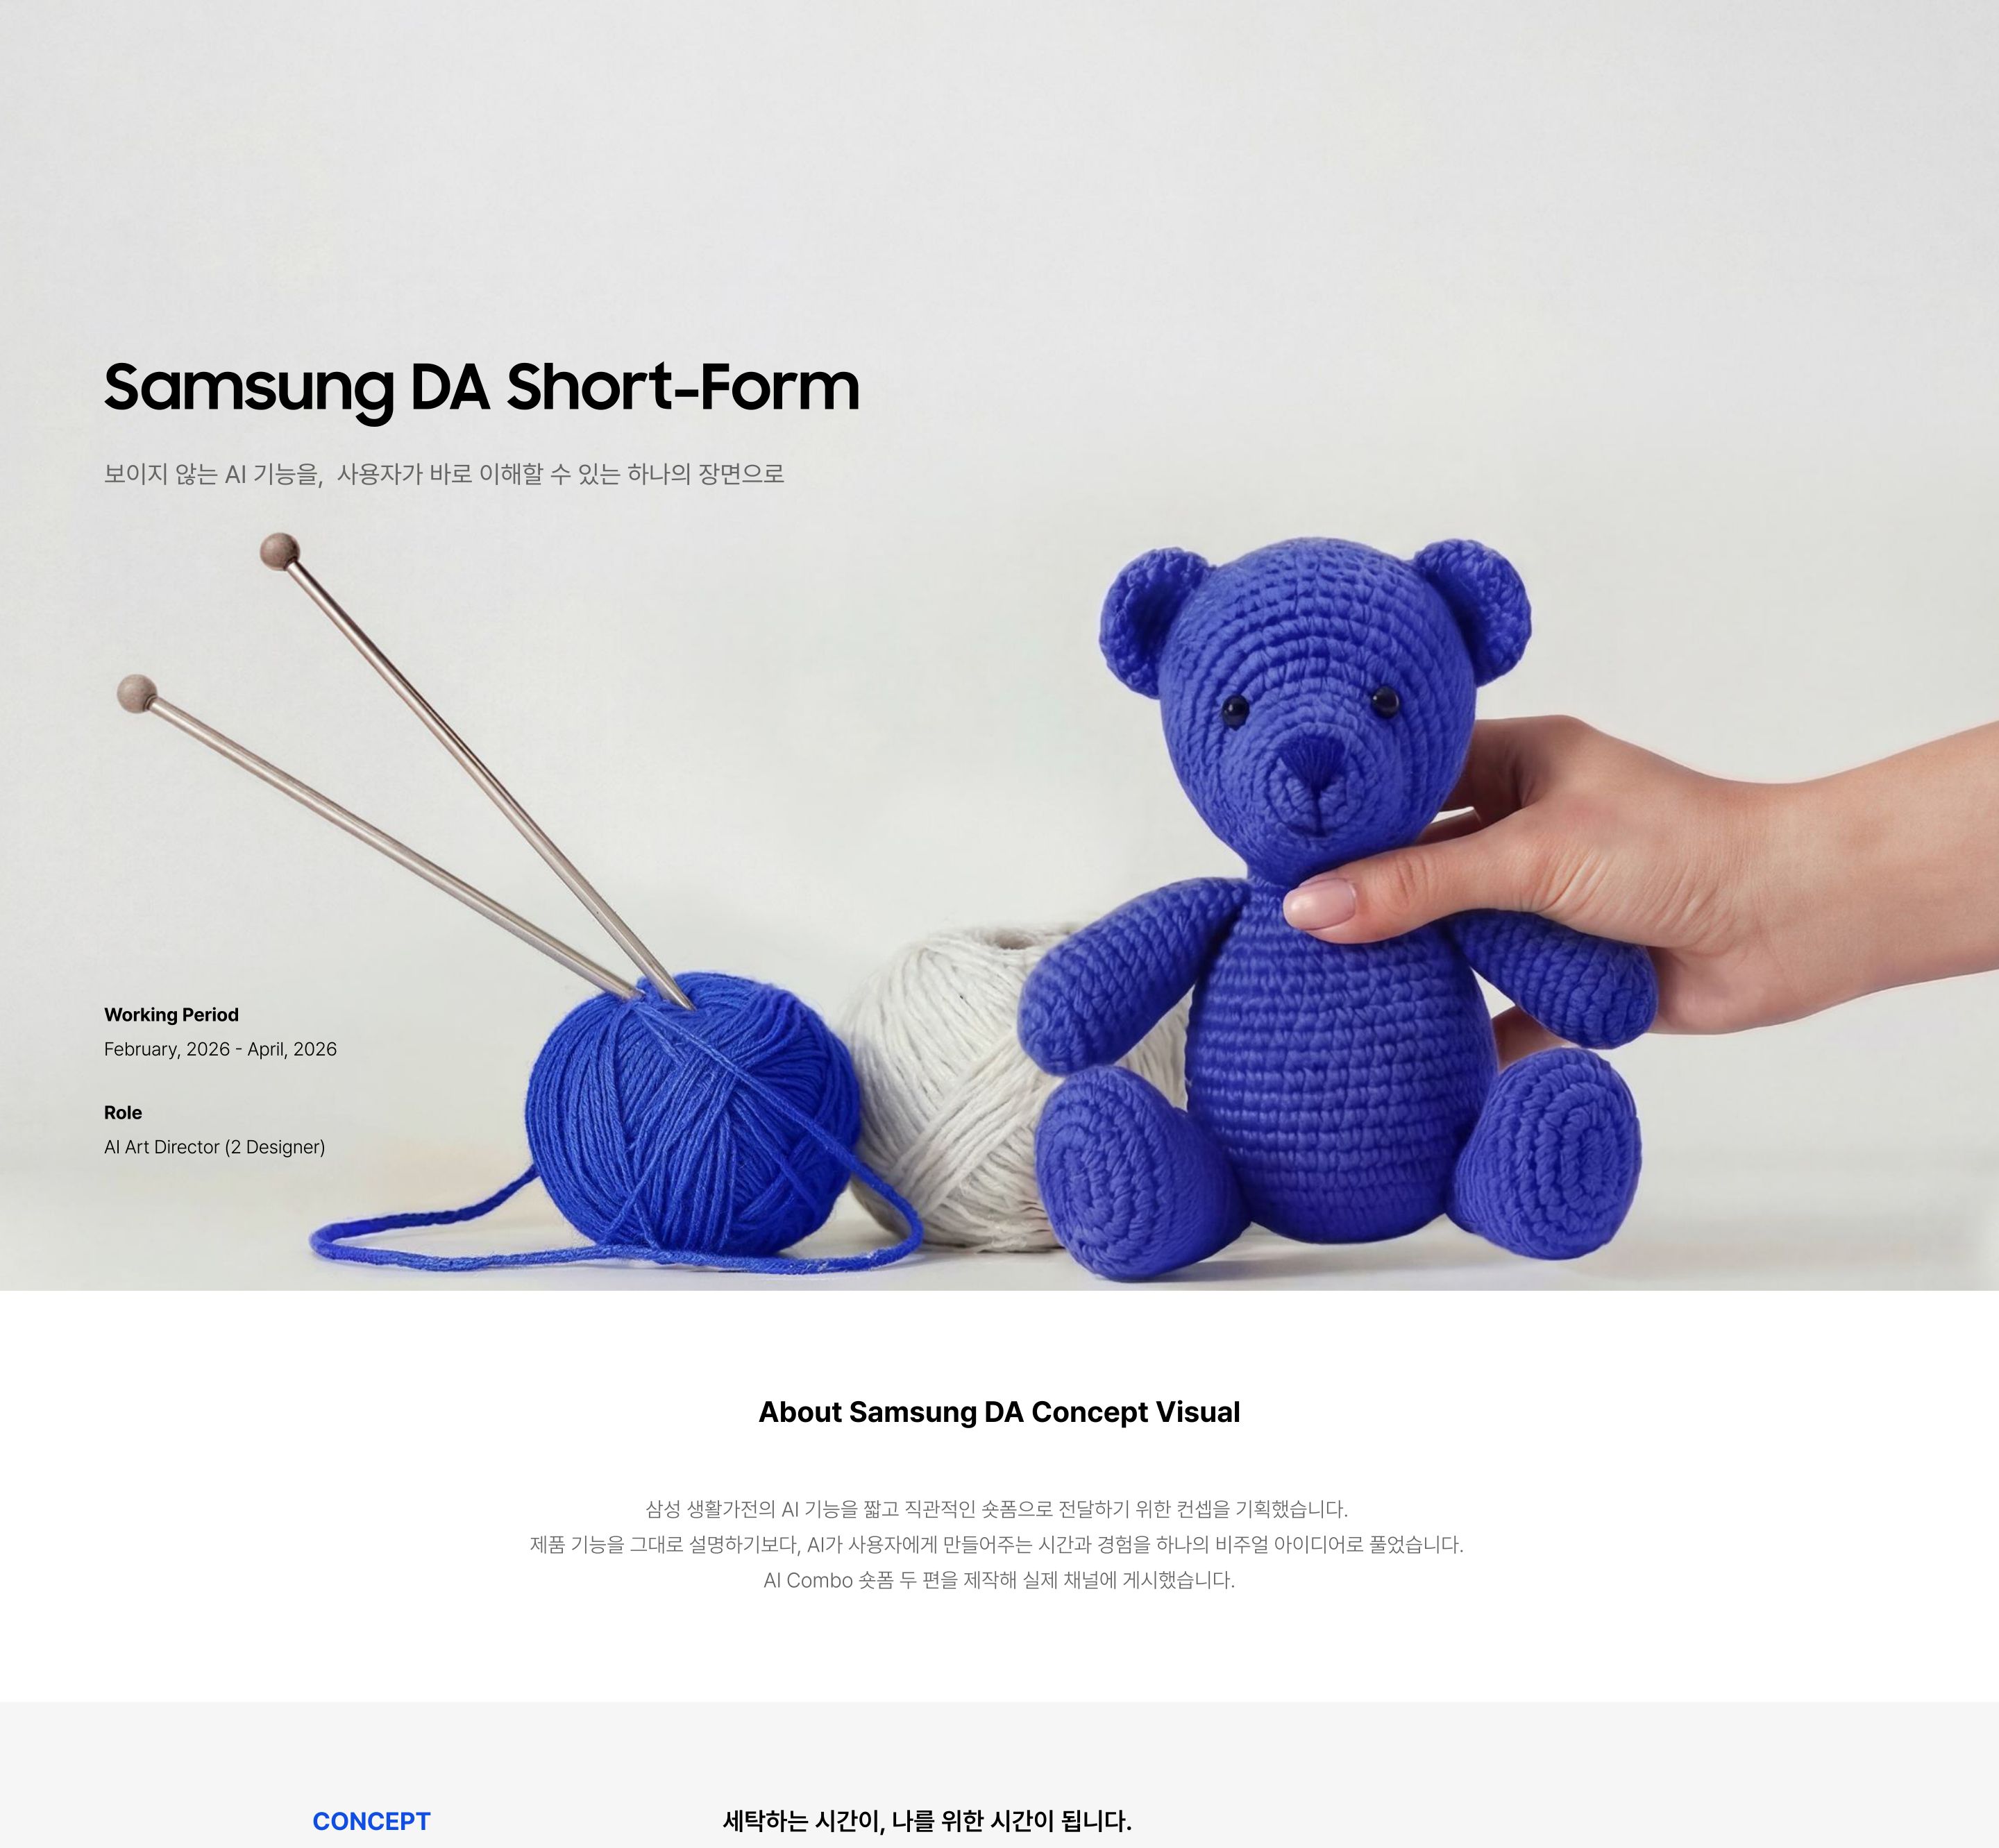 Samsung DA Short-Form
보이지 않는 AI 기능을, 사용자가 바로 이해할 수 있는 하나의 장면으로
Working Period
February, 2026 - April, 2026
Role
AI Art Director (2 Designer)
About Samsung DA Concept Visual
삼성 생활가전의 AI 기능을 짧고 직관적인 숏폼으로 전달하기 위한 컨셉을 기획했습니다.
제품 기능을 그대로 설명하기보다, AI가 사용자에게 만들어주는 시간과 경험을 하나의 비주얼 아이디어로 풀었습니다.
AI Combo 숏폼 두 편을 제작해 실제 채널에 게시했습니다.
CONCEPT
세탁하는 시간이, 나를 위한 시간이 됩니다.